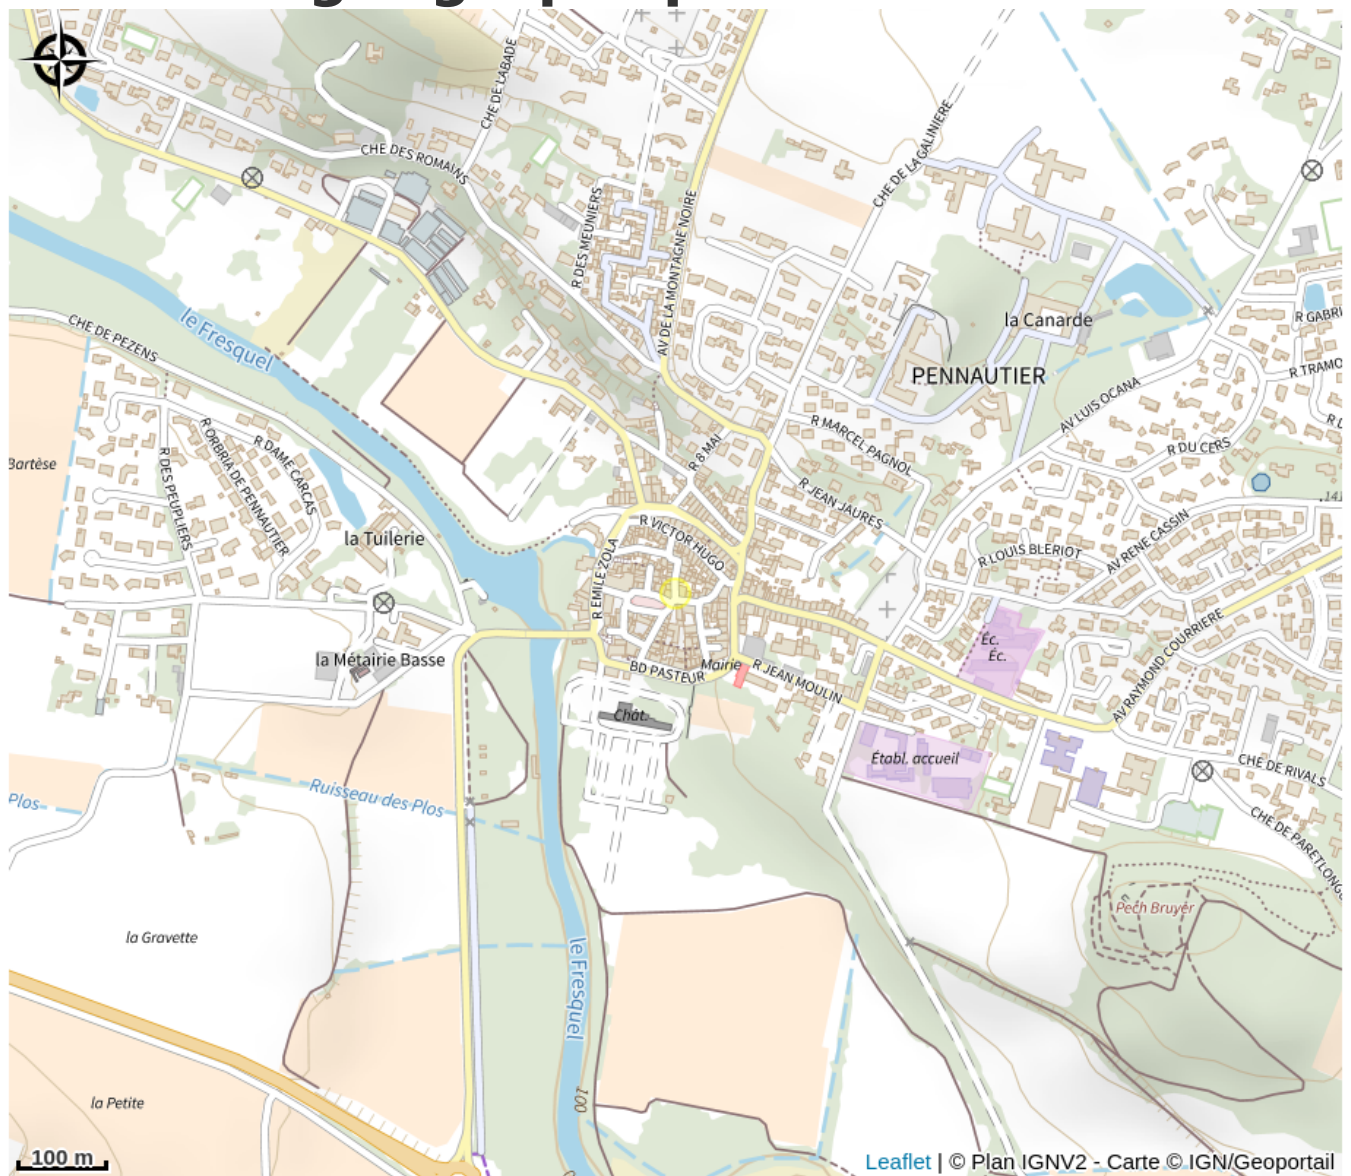 CHE DE LABADE
CHE DES ROMAINS
CHE DE LA GALINIERE
R DES MEUNIERS
AV DE LA MONTAGNE NOIRE
le Fresquel
CHE DE PEZENS
la Canarde
R GABRI
PENNAUTIER
R TRAMO
AV LUIS OCANA
R MARCEL PAGNOL
R 8 MAI
R DU CERS
Bartèse
R DES PEUPLIERS
R ORBRIA DE PENNAUTIER
R DAME CARCAS
R JEAN JAURES
141
la Tuilerie
R VICTOR HUGO
R EMILE ZOLA
R LOUIS BLERIOT
AV RENE CASSIN
Éc.
Éc.
la Métairie Basse
BD PASTEUR
Mairie
R JEAN MOULIN
AV RAYMOND COURRIERE
Chât.
Établ. accueil
CHE DE RIVALS
Plos
Ruisseau des Plos
CHE DE PARETLONG
Pech Bruyèr
la Gravette
le Fresquel
la Petite
100
100 m
Leaflet | © Plan IGNV2 - Carte © IGN/Geoportail